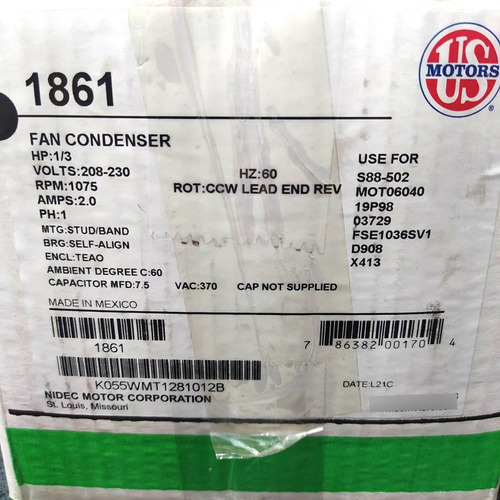 1861
US
MOTORS
FAN CONDENSER
HP:1/3
VOLTS:208-230
RPM:1075
AMPS:2.0
PH:1
MTG:STUD/BAND
BRG:SELF-ALIGN
ENCL:TEAO
AMBIENT DEGREE C:60
CAPACITOR MFD:7.5 VAC:370 CAP NOT SUPPLIED
HZ:60
ROT:CCW LEAD END REV
USE FOR
S88-502
MOT06040
19P98
03729
FSE1036SV1
D908
X413
MADE IN MEXICO
1861
7 86382 00170 4
K055WMT1281012B
DATE:L21C
NIDEC MOTOR CORPORATION
St. Louis, Missouri